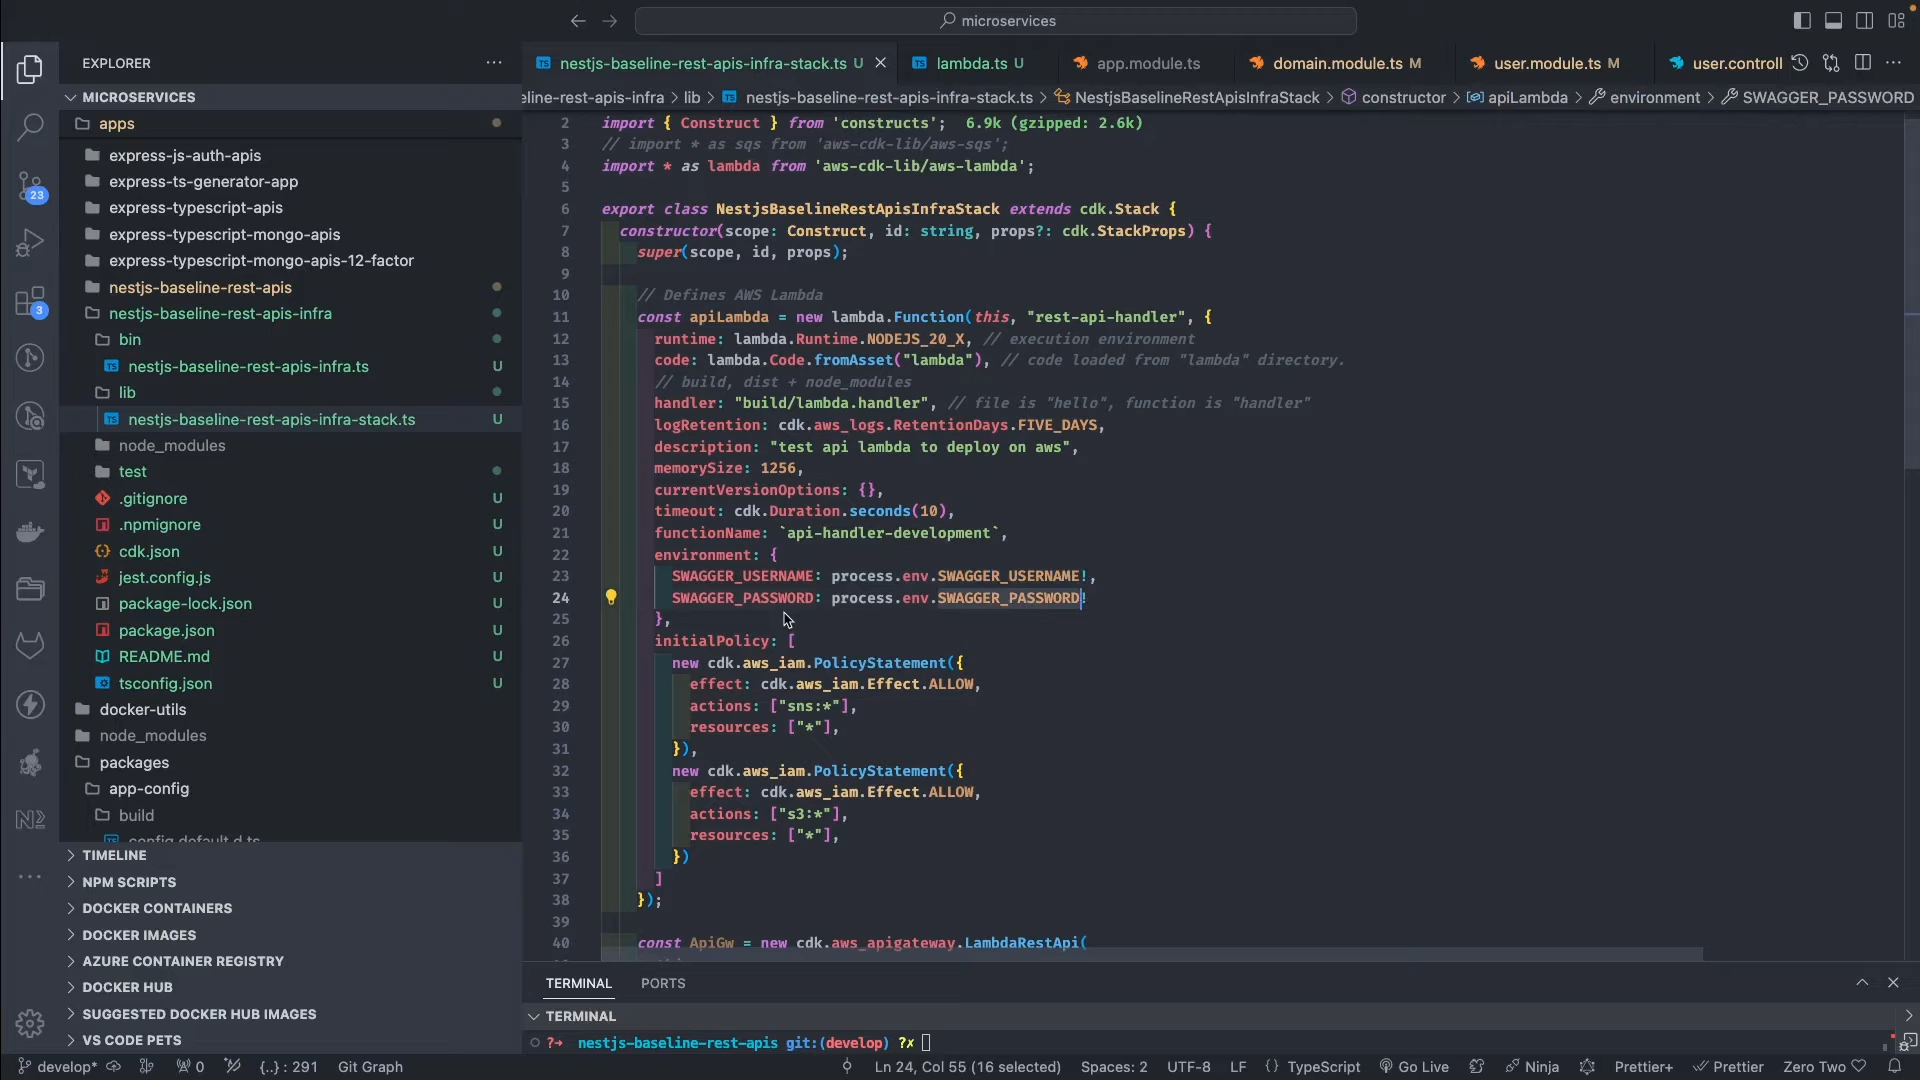 microservices
EXPLORER
MICROSERVICES
apps
express-js-auth-apis
express-ts-generator-app
express-typescript-apis
express-typescript-mongo-apis
express-typescript-mongo-apis-12-factor
nestjs-baseline-rest-apis
nestjs-baseline-rest-apis-infra
bin
nestjs-baseline-rest-apis-infra.ts U
lib
nestjs-baseline-rest-apis-infra-stack.ts U
node_modules
test
.gitignore U
.npmignore U
cdk.json U
jest.config.js U
package-lock.json U
package.json U
README.md U
tsconfig.json U
docker-utils
node_modules
packages
app-config
build
config.default.d.ts
TIMELINE
NPM SCRIPTS
DOCKER CONTAINERS
DOCKER IMAGES
AZURE CONTAINER REGISTRY
DOCKER HUB
SUGGESTED DOCKER HUB IMAGES
VS CODE PETS
23
3
nestjs-baseline-rest-apis-infra-stack.ts U
lambda.ts U
app.module.ts
domain.module.ts M
user.module.ts M
user.controll
eline-rest-apis-infra > lib > nestjs-baseline-rest-apis-infra-stack.ts > NestjsBaselineRestApisInfraStack > constructor > apiLambda > environment > SWAGGER_PASSWORD
2 import { Construct } from 'constructs'; 6.9k (gzipped: 2.6k)
3 // import * as sqs from 'aws-cdk-lib/aws-sqs';
4 import * as lambda from 'aws-cdk-lib/aws-lambda';
5
6 export class NestjsBaselineRestApisInfraStack extends cdk.Stack {
7 constructor(scope: Construct, id: string, props?: cdk.StackProps) {
8 super(scope, id, props);
9
10 // Defines AWS Lambda
11 const apiLambda = new lambda.Function(this, "rest-api-handler", {
12 runtime: lambda.Runtime.NODEJS_20_X, // execution environment
13 code: lambda.Code.fromAsset("lambda"), // code loaded from "lambda" directory.
14 // build, dist + node_modules
15 handler: "build/lambda.handler", // file is "hello", function is "handler"
16 logRetention: cdk.aws_logs.RetentionDays.FIVE_DAYS,
17 description: "test api lambda to deploy on aws",
18 memorySize: 1256,
19 currentVersionOptions: {},
20 timeout: cdk.Duration.seconds(10),
21 functionName: `api-handler-development`,
22 environment: {
23 SWAGGER_USERNAME: process.env.SWAGGER_USERNAME!,
24 SWAGGER_PASSWORD: process.env.SWAGGER_PASSWORD!
25 },
26 initialPolicy: [
27 new cdk.aws_iam.PolicyStatement({
28 effect: cdk.aws_iam.Effect.ALLOW,
29 actions: ["sns:*"],
30 resources: ["*"],
31 }),
32 new cdk.aws_iam.PolicyStatement({
33 effect: cdk.aws_iam.Effect.ALLOW,
34 actions: ["s3:*"],
35 resources: ["*"],
36 })
37 ]
38 });
39
40 const ApiGw = new cdk.aws_apigateway.LambdaRestApi(
TERMINAL PORTS
TERMINAL
?→ nestjs-baseline-rest-apis git:(develop) ?✗
develop* 0 {..} : 291 Git Graph Ln 24, Col 55 (16 selected) Spaces: 2 UTF-8 LF {} TypeScript Go Live Ninja Prettier+ Prettier Zero Two